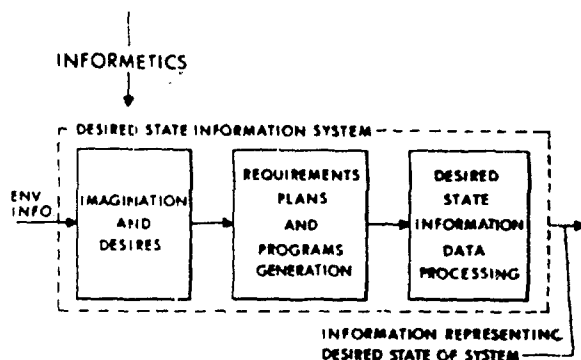 INFORMETICS
DESIRED STATE INFORMATION SYSTEM
ENV
INFO
IMAGINATION
AND
DESIRES
REQUIREMENTS
PLANS
AND
PROGRAMS
GENERATION
DESIRED
STATE
INFORMATION
DATA
PROCESSING
INFORMATION REPRESENTING
DESIRED STATE OF SYSTEM